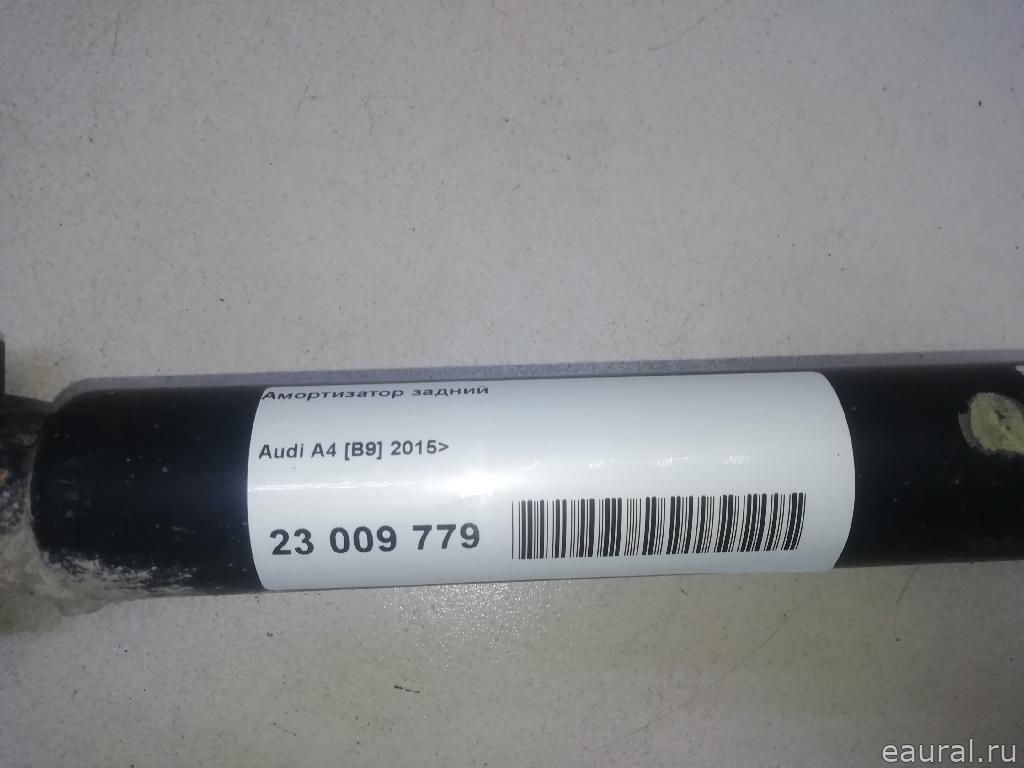 Амортизатор задний
Audi A4 [B9] 2015>
23 009 779
eaural.ru